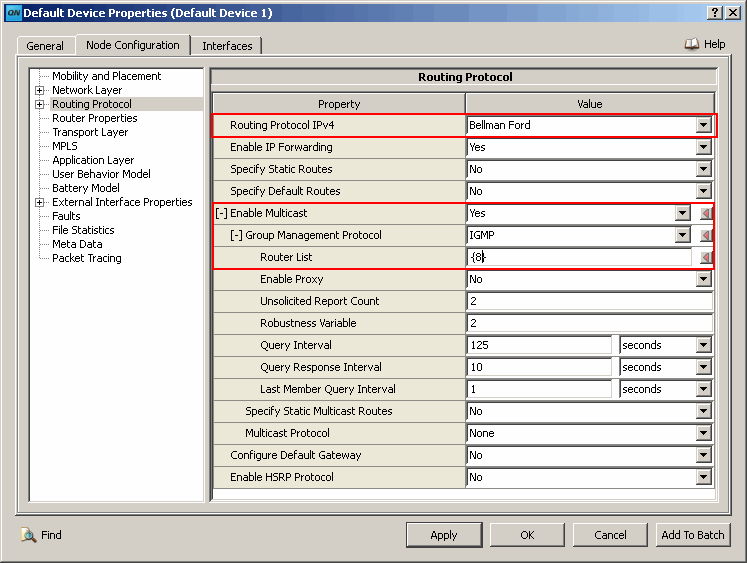 QN Default Device Properties (Default Device 1)
General Node Configuration Interfaces Help
Mobility and Placement
Network Layer
Routing Protocol
Router Properties
Transport Layer
MPLS
Application Layer
User Behavior Model
Battery Model
External Interface Properties
Faults
File Statistics
Meta Data
Packet Tracing
Routing Protocol
Property Value
Routing Protocol IPv4 Bellman Ford
Enable IP Forwarding Yes
Specify Static Routes No
Specify Default Routes No
[-] Enable Multicast Yes
[-] Group Management Protocol IGMP
Router List {8}
Enable Proxy No
Unsolicited Report Count 2
Robustness Variable 2
Query Interval 125 seconds
Query Response Interval 10 seconds
Last Member Query Interval 1 seconds
Specify Static Multicast Routes No
Multicast Protocol None
Configure Default Gateway No
Enable HSRP Protocol No
Find Apply OK Cancel Add To Batch